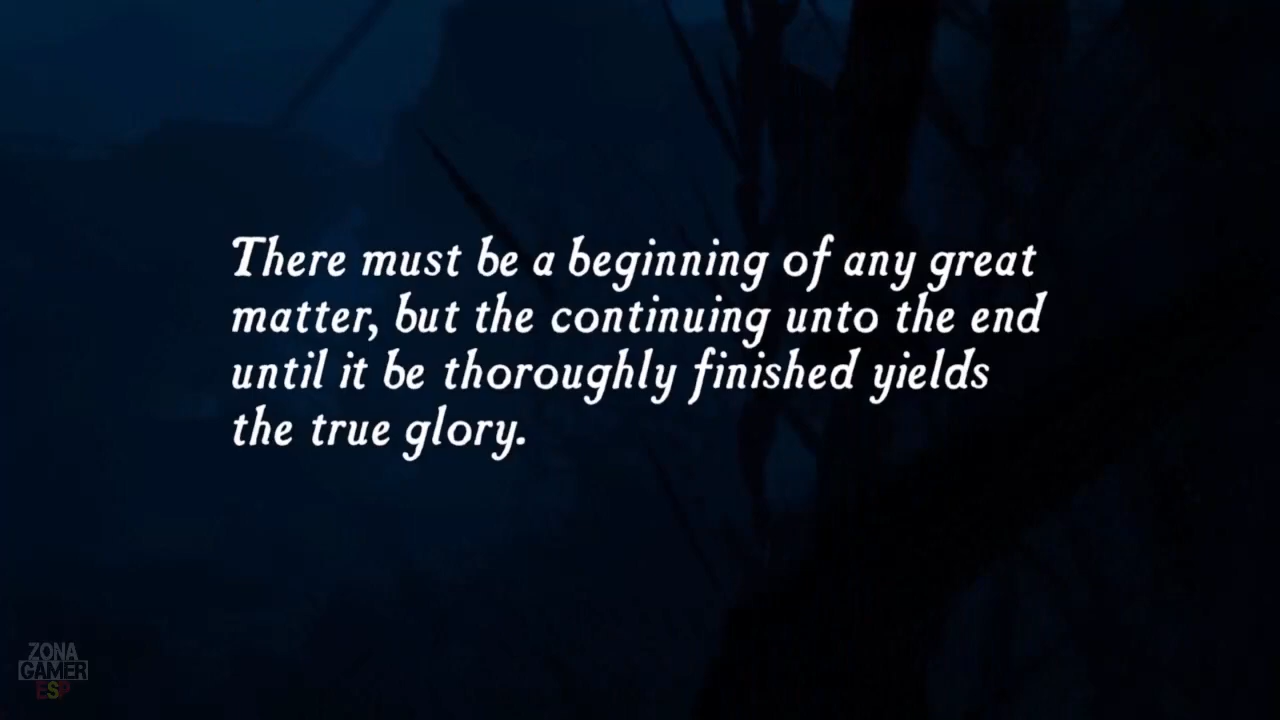 There must be a beginning of any great
matter, but the continuing unto the end
until it be thoroughly finished yields
the true glory.
ZONA
GAMER
ESP